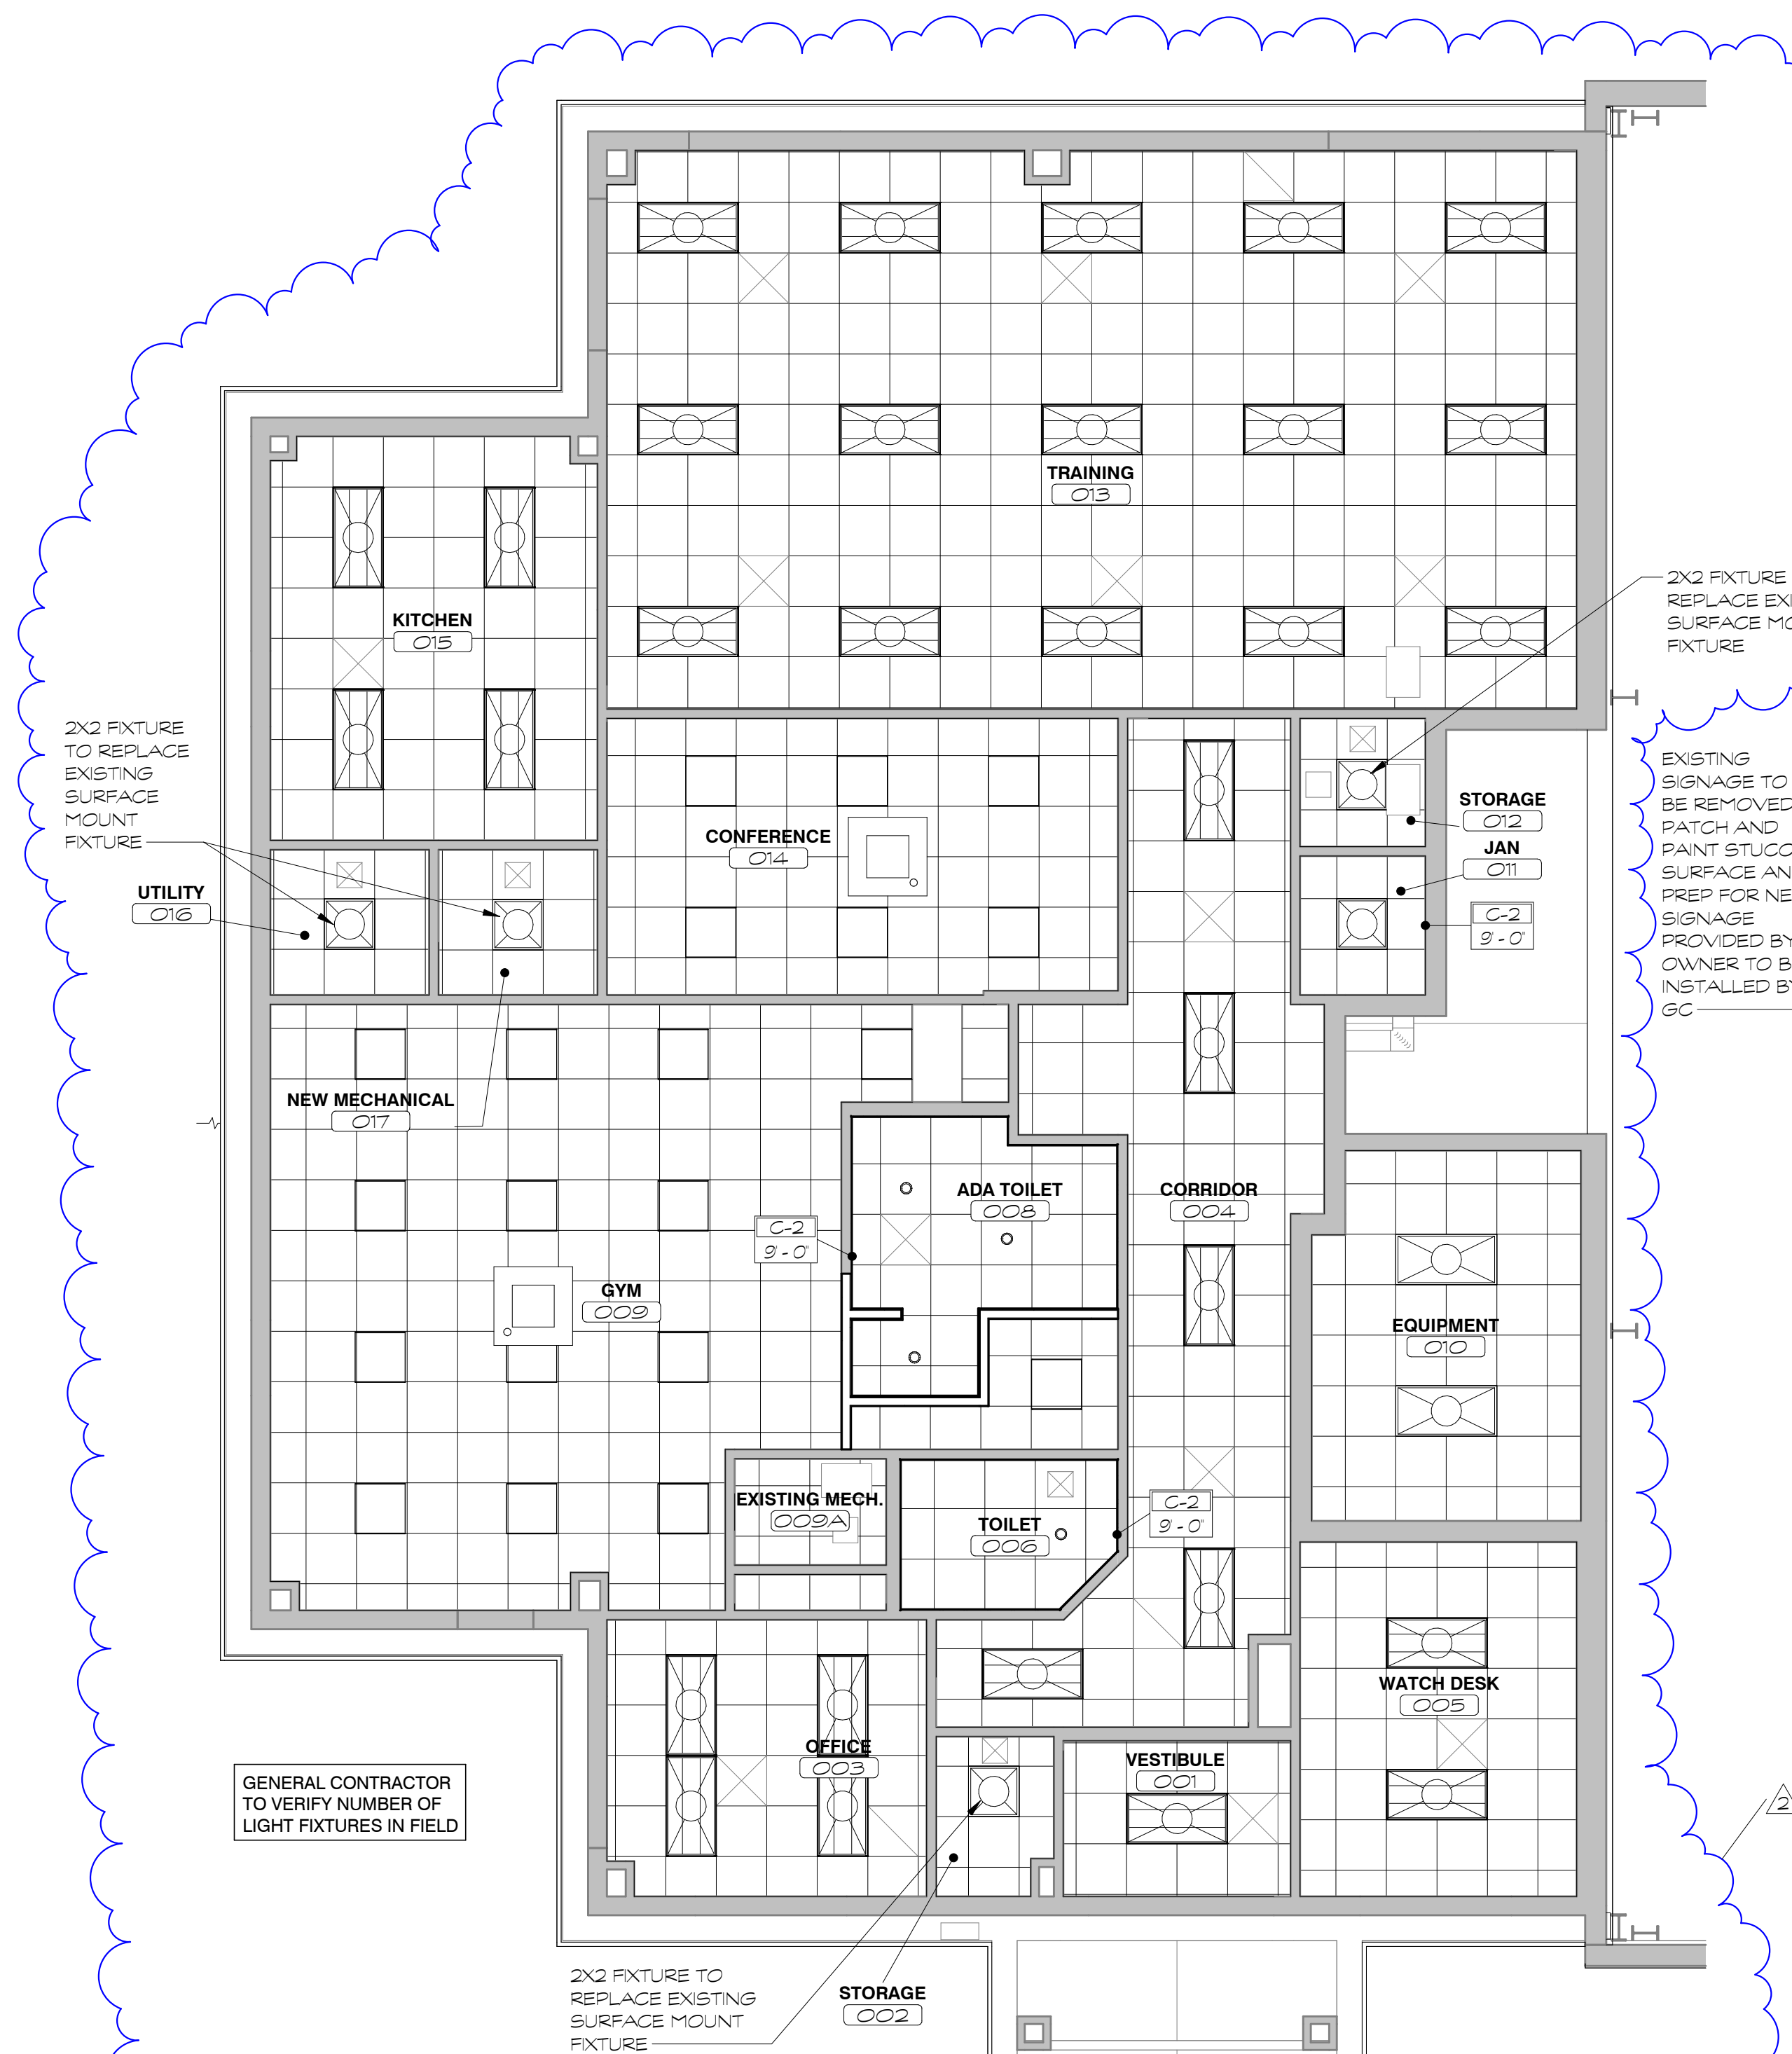 TRAINING
013
2X2 FIXTURE
REPLACE
SURFACE
FIXTURE
KITCHEN
015
2X2 FIXTURE
TO REPLACE
EXISTING
SURFACE
MOUNT
FIXTURE
CONFERENCE
014
STORAGE
012
JAN
011
C-2
9'-0"
EXISTING
SIGNAGE TO
BE REMOVED
PATCH AND
PAINT STUCCO
SURFACE
PREP FOR
SIGNAGE
PROVIDED BY
OWNER TO
INSTALLED BY
GC
UTILITY
016
NEW MECHANICAL
017
ADA TOILET
008
CORRIDOR
004
C-2
9'-0"
GYM
009
EQUIPMENT
010
EXISTING MECH.
009A
TOILET
006
C-2
9'-0"
WATCH DESK
005
OFFICE
003
VESTIBULE
001
GENERAL CONTRACTOR
TO VERIFY NUMBER OF
LIGHT FIXTURES IN FIELD
2
2X2 FIXTURE TO
REPLACE EXISTING
SURFACE MOUNT
FIXTURE
STORAGE
002